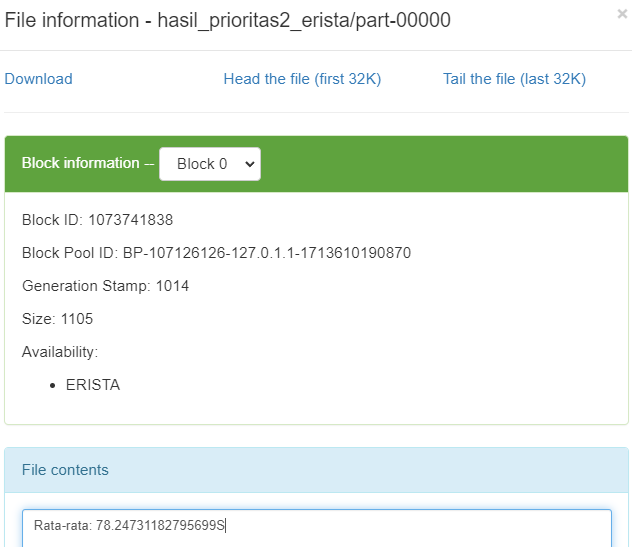 File information - hasil_prioritas2_erista/part-00000
×
Download
Head the file (first 32K)
Tail the file (last 32K)
Block information --
Block 0
Block ID: 1073741838
Block Pool ID: BP-107126126-127.0.1.1-1713610190870
Generation Stamp: 1014
Size: 1105
Availability:
• ERISTA
File contents
Rata-rata: 78.24731182795699S